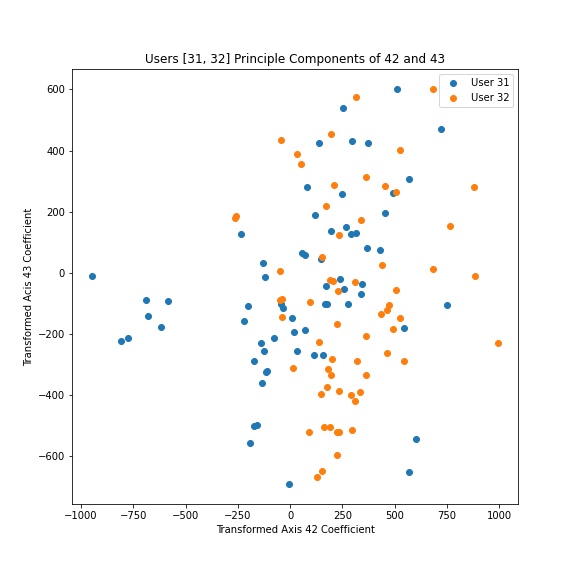 Users [31, 32] Principle Components of 42 and 43
User 31
User 32
Transformed Acis 43 Coefficient
600
400
200
0
−200
−400
−600
−1000 −750 −500 −250 0 250 500 750 1000
Transformed Axis 42 Coefficient